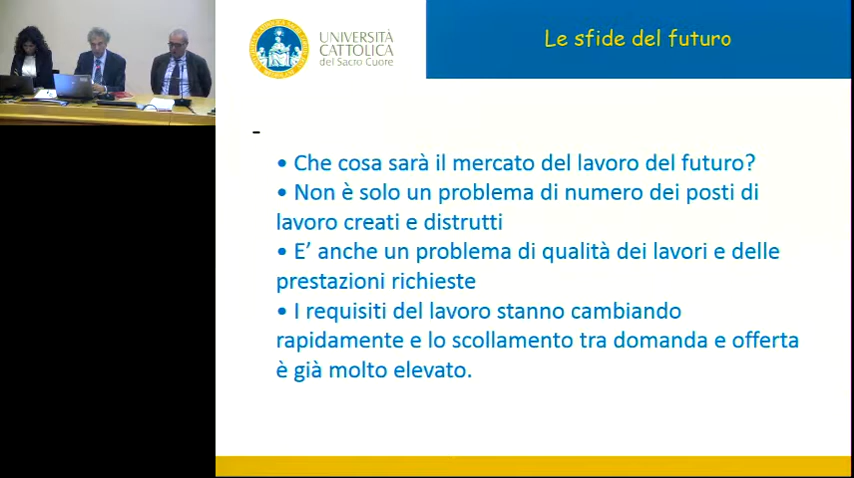 UNIVERSITÀ
CATTOLICA
del Sacro Cuore
Le sfide del futuro
-
• Che cosa sarà il mercato del lavoro del futuro?
• Non è solo un problema di numero dei posti di
lavoro creati e distrutti
• E’ anche un problema di qualità dei lavori e delle
prestazioni richieste
• I requisiti del lavoro stanno cambiando
rapidamente e lo scollamento tra domanda e offerta
è già molto elevato.